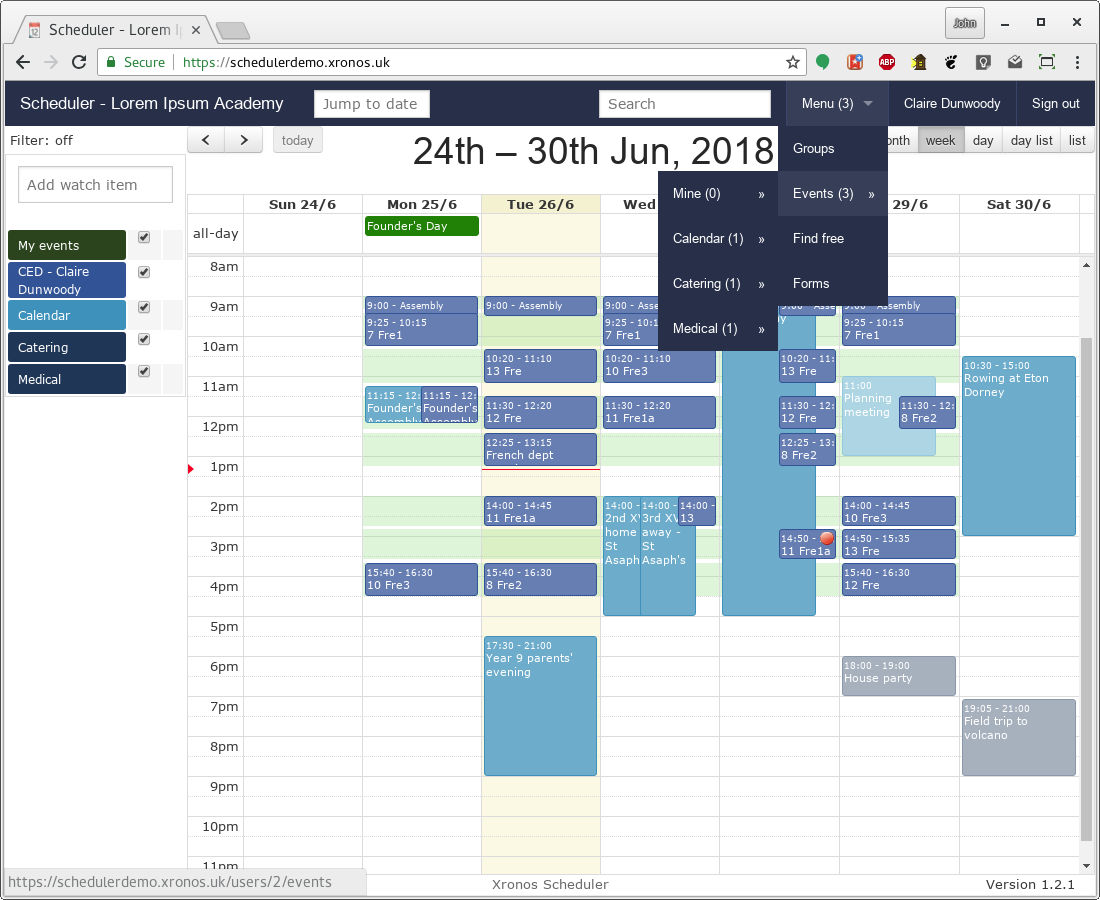 Scheduler - Lorem I
John
Secure
https://schedulerdemo.xronos.uk
ABP
Scheduler - Lorem Ipsum Academy
Jump to date
Search
Menu (3)
Claire Dunwoody
Sign out
Filter: off
today
24th – 30th Jun, 2018
week
day
day list
list
Groups
Events (3) »
Find free
Forms
Mine (0) »
Calendar (1) »
Catering (1) »
Medical (1) »
Add watch item
My events
CED - Claire
Dunwoody
Calendar
Catering
Medical
Sun 24/6
Mon 25/6
Tue 26/6
Wed
29/6
Sat 30/6
all-day
Founder's Day
8am
9am
10am
11am
12pm
1pm
2pm
3pm
4pm
5pm
6pm
7pm
8pm
9pm
10pm
11pm
9:00 - Assembly
9:25 - 10:15
7 Fre1
11:15 - 12:
Founder's
Assembly
11:15 - 12:
Founder's
Assembly
15:40 - 16:30
10 Fre3
9:00 - Assembly
10:20 - 11:10
13 Fre
11:30 - 12:20
12 Fre
12:25 - 13:15
French dept
14:00 - 14:45
11 Fre1a
15:40 - 16:30
8 Fre2
17:30 - 21:00
Year 9 parents'
evening
9:00 - Asse
9:25 - 10:1
7 Fre1
10:20 - 11:10
10 Fre3
11:30 - 12:20
11 Fre1a
14:00 -
2nd XV
home
St
Asaph's
14:00 -
3rd XV
away -
St
Asaph's
14:00 -
13
9:00 - Asse
10:20 - 11:
13 Fre
11:30 - 12:
12 Fre
12:25 - 13:
8 Fre2
14:50 -
11 Fre1a
9:00 - Assembly
9:25 - 10:15
7 Fre1
11:00
Planning
meeting
11:30 - 12:
8 Fre2
14:00 - 14:45
10 Fre3
14:50 - 15:35
13 Fre
15:40 - 16:30
12 Fre
18:00 - 19:00
House party
10:30 - 15:00
Rowing at Eton
Dorney
19:05 - 21:00
Field trip to
volcano
https://schedulerdemo.xronos.uk/users/2/events
Xronos Scheduler
Version 1.2.1